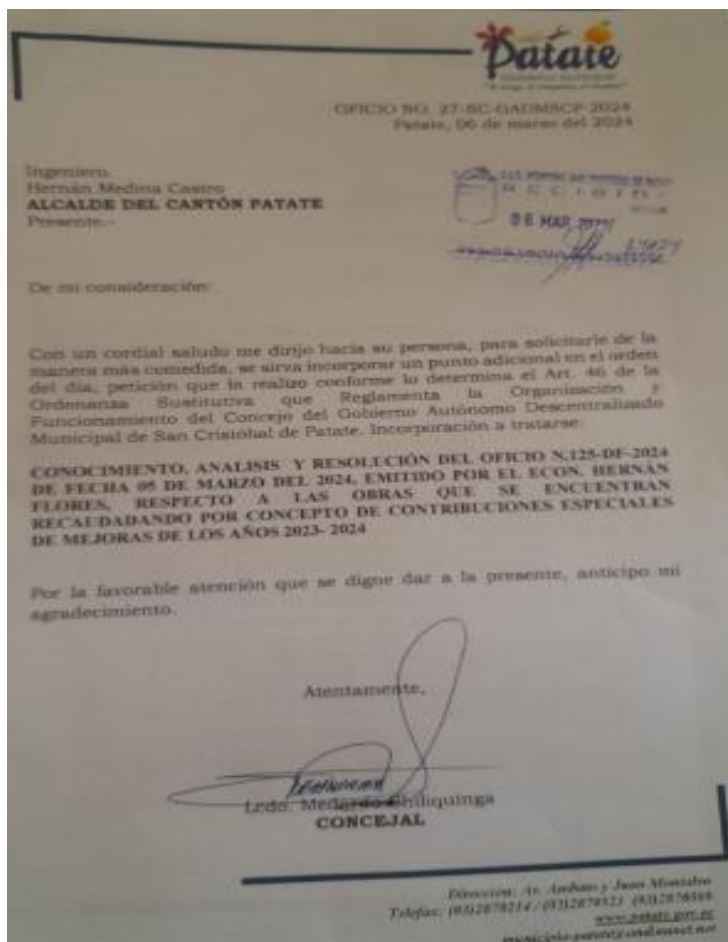 Patate
OFICIO NO. 27-SC-GADMSCP-2024
Patate, 06 de marzo del 2024
Ingeniero.
Hernán Medina Castro
ALCALDE DEL CANTÓN PATATE
Presente.-
RECIBI
06 MAR 2024
De mi consideración:
Con un cordial saludo me dirijo hacia su persona, para solicitarle de la
manera más comedida, se sirva incorporar un punto adicional en el orden
del día, petición que la realizo conforme lo determina el Art. 46 de la
Ordenanza Sustitutiva que Reglamenta la Organización y
Funcionamiento del Concejo del Gobierno Autónomo Descentralizado
Municipal de San Cristóbal de Patate. Incorporación a tratarse:
CONOCIMIENTO, ANALISIS Y RESOLUCIÓN DEL OFICIO N.125-DF-2024
DE FECHA 05 DE MARZO DEL 2024, EMITIDO POR EL ECON. HERNÁN
FLORES, RESPECTO A LAS OBRAS QUE SE ENCUENTRAN
RECAUDADANDO POR CONCEPTO DE CONTRIBUCIONES ESPECIALES
DE MEJORAS DE LOS AÑOS 2023- 2024
Por la favorable atención que se digne dar a la presente, anticipo mi
agradecimiento.
Atentamente,
Lcdo. Medardo Chiliquinga
CONCEJAL
Dirección: Av. Ambato y Juan Montalvo
Telefax: (03)2870214 / (03)2870523
www.patate.gov.ec